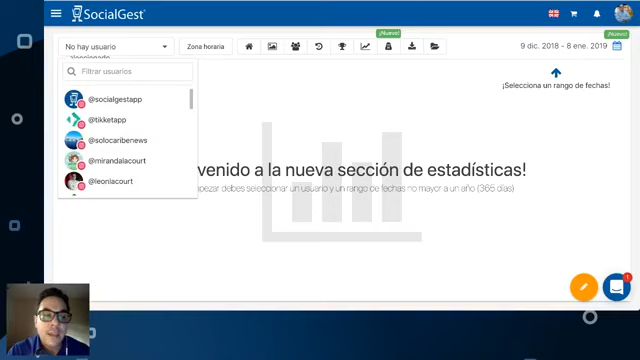 SocialGest
¡Nuevo!
No hay usuario
Zona horaria
¡Nuevo!
9 dic. 2018 - 8 ene. 2019
Filtrar usuarios
¡Selecciona un rango de fechas!
@socialgestapp
@tikketapp
@solocaribenews
@mirandalacourt
@leonlacourt
venido a la nueva sección de estadísticas!
pezar debes seleccionar un usuario y un rango de fechas no mayor a un año (365 días)
1